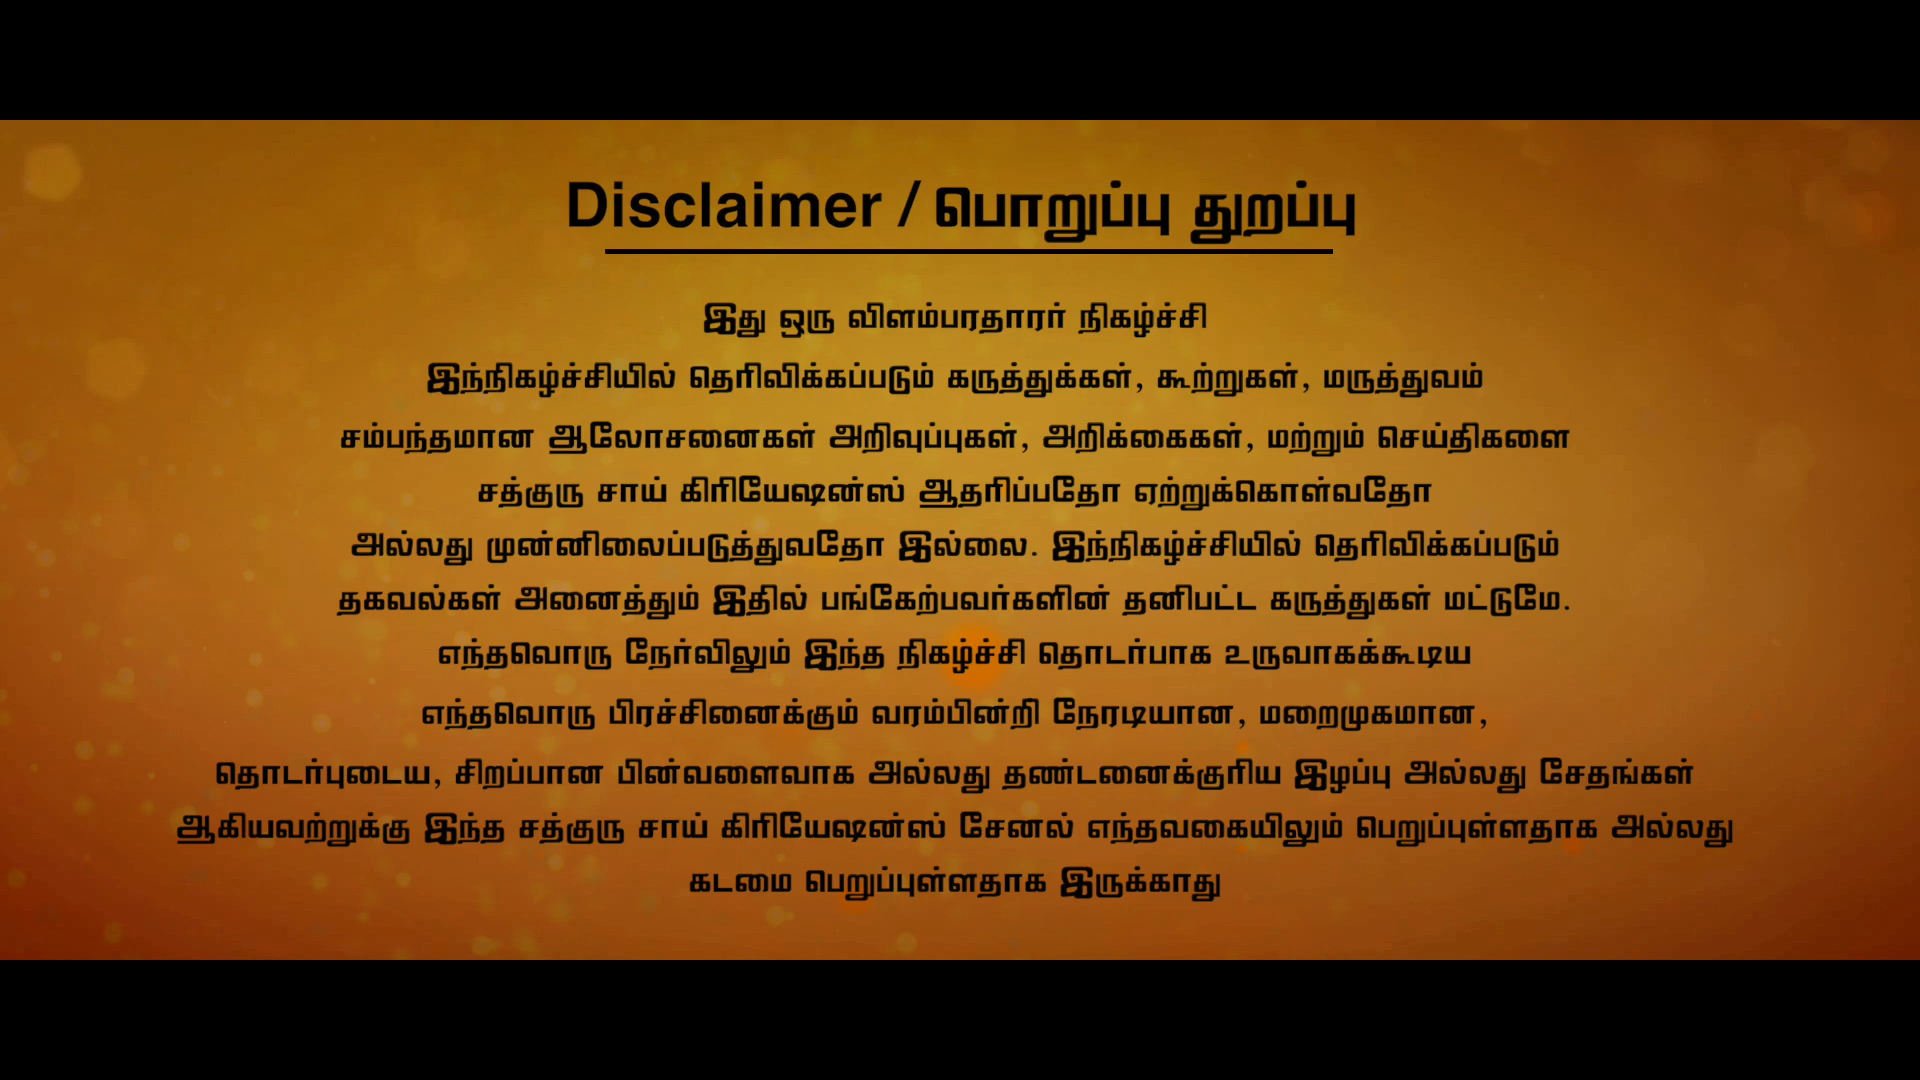 Disclaimer / பொறுப்பு துறப்பு
இது ஒரு விளம்பரதாரர் நிகழ்ச்சி
இந்நிகழ்ச்சியில் தெரிவிக்கப்படும் கருத்துக்கள், கூற்றுகள், மருத்துவம்
சம்பந்தமான ஆலோசனைகள் அறிவுப்புகள், அறிக்கைகள், மற்றும் செய்திகளை
சத்குரு சாய் கிரியேஷன்ஸ் ஆதரிப்பதோ ஏற்றுக்கொள்வதோ
அல்லது முன்னிலைப்படுத்துவதோ இல்லை. இந்நிகழ்ச்சியில் தெரிவிக்கப்படும்
தகவல்கள் அனைத்தும் இதில் பங்கேற்பவர்களின் தனிபட்ட கருத்துகள் மட்டுமே.
எந்தவொரு நேர்விலும் இந்த நிகழ்ச்சி தொடர்பாக உருவாகக்கூடிய
எந்தவொரு பிரச்சினைக்கும் வரம்பின்றி நேரடியான, மறைமுகமான,
தொடர்புடைய, சிறப்பான பின்வளைவாக அல்லது தண்டனைக்குரிய இழப்பு அல்லது சேதங்கள்
ஆகியவற்றுக்கு இந்த சத்குரு சாய் கிரியேஷன்ஸ் சேனல் எந்தவகையிலும் பெறுப்புள்ளதாக அல்லது
கடமை பெறுப்புள்ளதாக இருக்காது